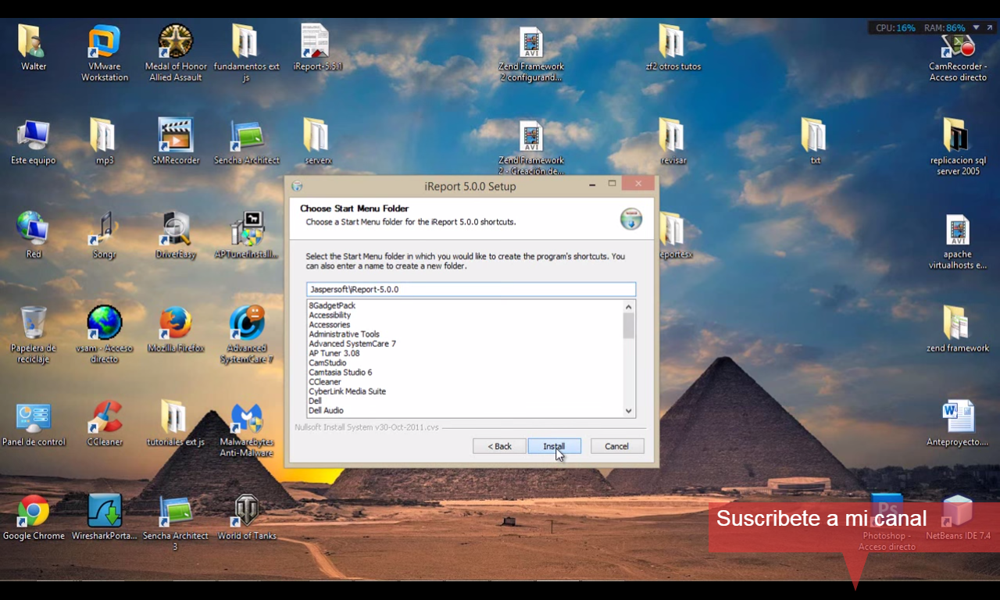 CPU: 16% RAM: 86%
Walter
VMware
Workstation
Medal of Honor
Allied Assault
fundamentos ext
js
iReport-5.5.1
Zend Framework
2 configurand...
zf2 otros tutos
CamRecorder -
Acceso directo
Este equipo
mp3
SMRecorder
Sencha Architect
serverx
Zend Framework
2 - Creación de...
revisar
txt
replicacion sql
server 2005
iReport 5.0.0 Setup
Choose Start Menu Folder
Choose a Start Menu folder for the iReport 5.0.0 shortcuts.
Select the Start Menu folder in which you would like to create the program's shortcuts. You
can also enter a name to create a new folder.
Jaspersoft\iReport-5.0.0
8GadgetPack
Accessibility
Accessories
Administrative Tools
Advanced SystemCare 7
AP Tuner 3.08
CamStudio
Camtasia Studio 6
CCleaner
CyberLink Media Suite
Dell
Dell Audio
Nullsoft Install System v30-Oct-2011.cvs
< Back
Install
Cancel
Red
Songr
DriverEasy
APTunerInstall...
eportesx
apache
virtualhosts e...
Papelera de
reciclaje
vsam - Acceso
directo
Mozilla Firefox
Advanced
SystemCare 7
zend framework
Panel de control
CCleaner
tutoriales ext js
Malwarebytes
Anti-Malware
W
Anteproyecto....
Google Chrome
WiresharkPorta...
Sencha Architect
3
World of Tanks
Suscribete a mi canal
Ps
Photoshop -
Acceso directo
NetBeans IDE 7.4
AVI
AVI
AVI